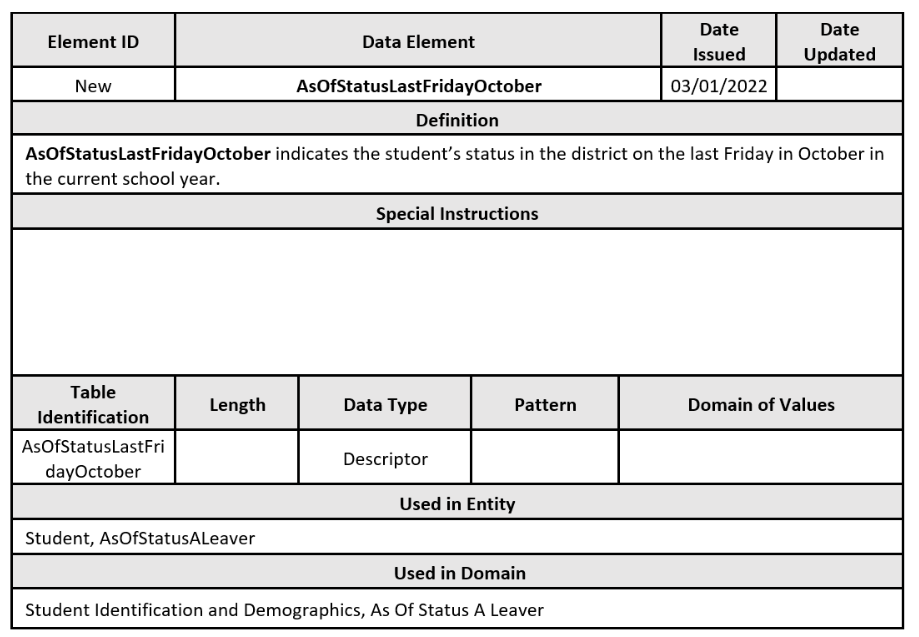 Element ID Data Element Date Issued Date Updated
New AsOfStatusLastFridayOctober 03/01/2022
Definition
AsOfStatusLastFridayOctober indicates the student’s status in the district on the last Friday in October in
the current school year.
Special Instructions
Table Identification Length Data Type Pattern Domain of Values
AsOfStatusLastFri
dayOctober Descriptor
Used in Entity
Student, AsOfStatusALeaver
Used in Domain
Student Identification and Demographics, As Of Status A Leaver